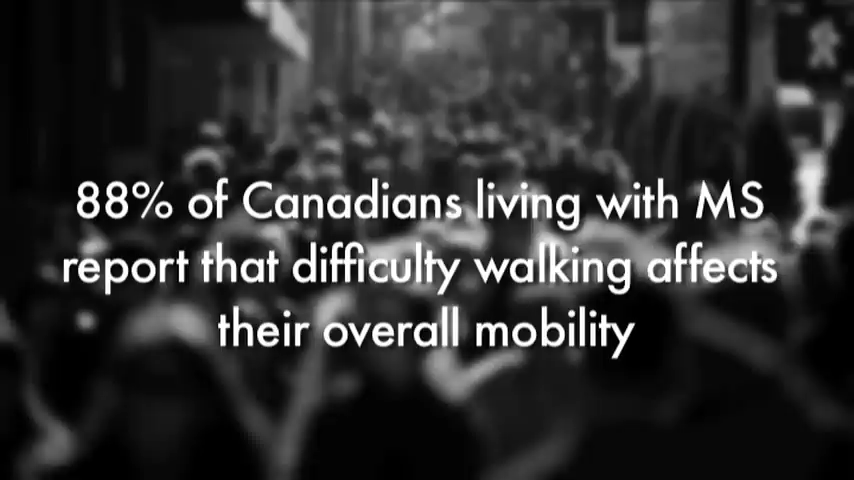 88% of Canadians living with MS
report that difficulty walking affects
their overall mobility